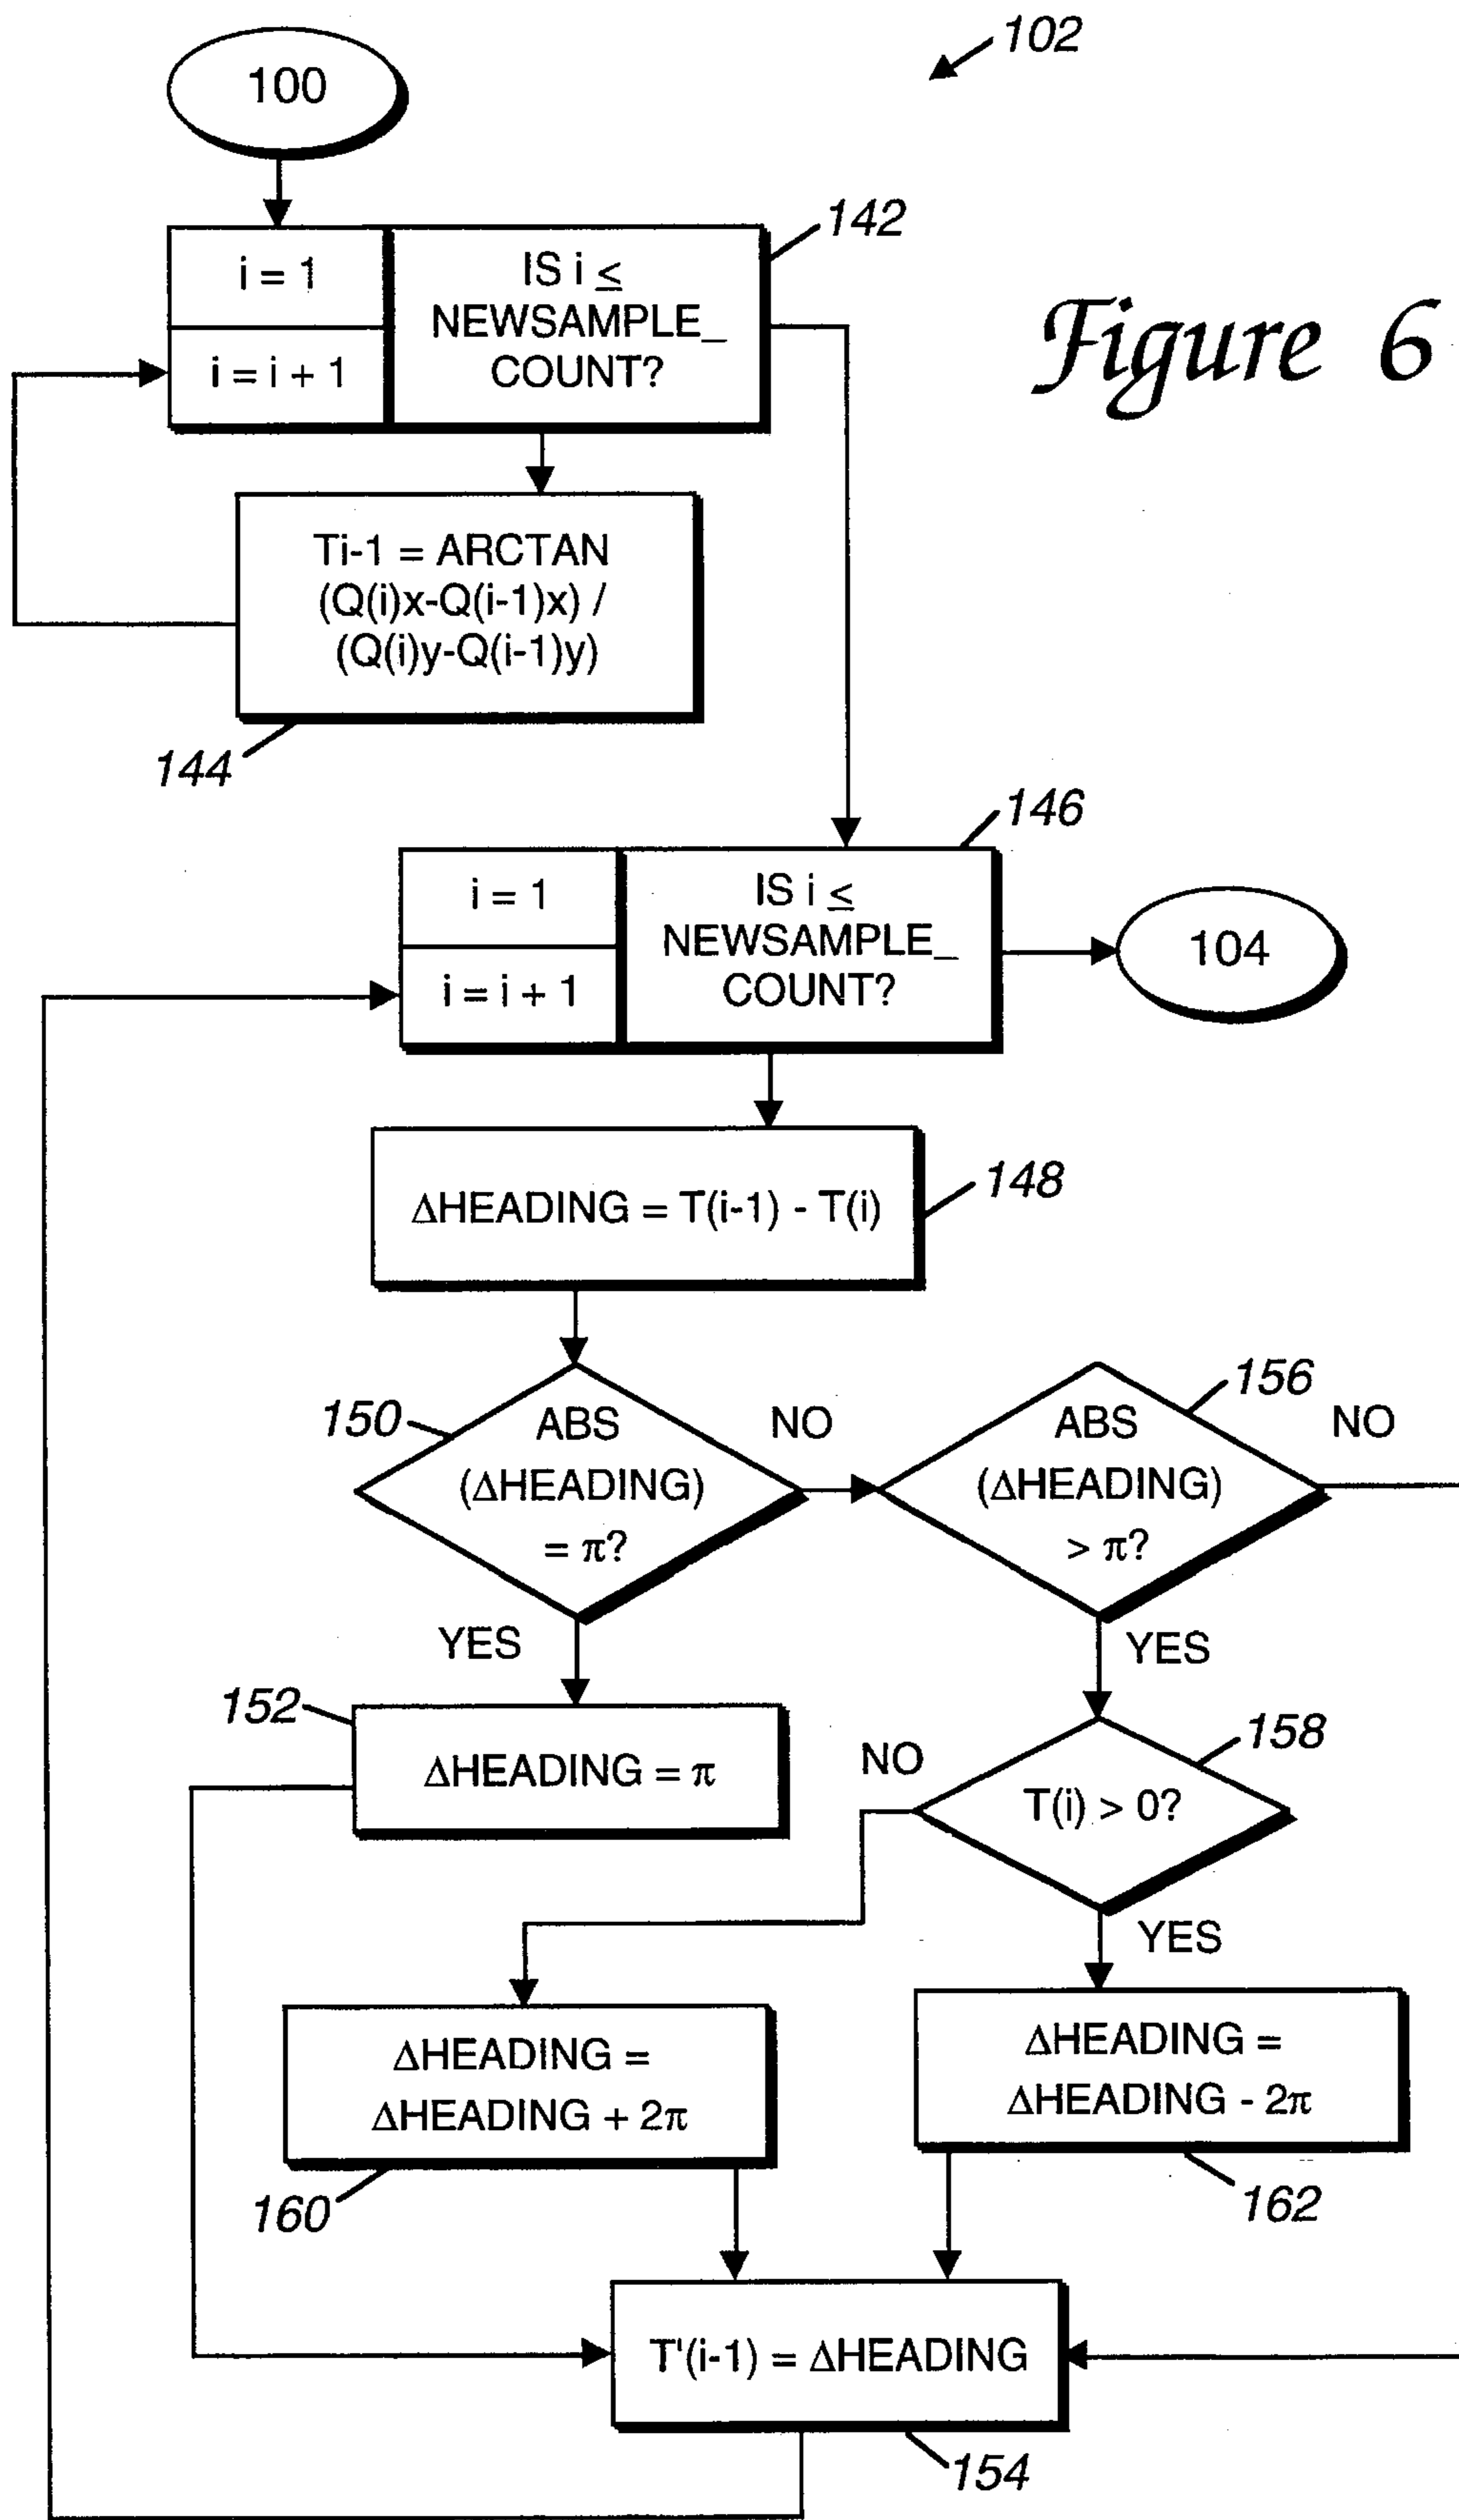 102
100
142
i = 1
i = i + 1
IS i ≤
NEWSAMPLE_
COUNT?
Figure 6
Ti-1 = ARCTAN
(Q(i)x-Q(i-1)x) /
(Q(i)y-Q(i-1)y)
144
146
i = 1
i = i + 1
IS i ≤
NEWSAMPLE_
COUNT?
104
ΔHEADING = T(i-1) - T(i)
148
150
ABS
(ΔHEADING)
= π?
NO
YES
156
ABS
(ΔHEADING)
> π?
NO
YES
152
ΔHEADING = π
158
T(i) > 0?
NO
YES
ΔHEADING =
ΔHEADING + 2π
160
ΔHEADING =
ΔHEADING - 2π
162
T'(i-1) = ΔHEADING
154